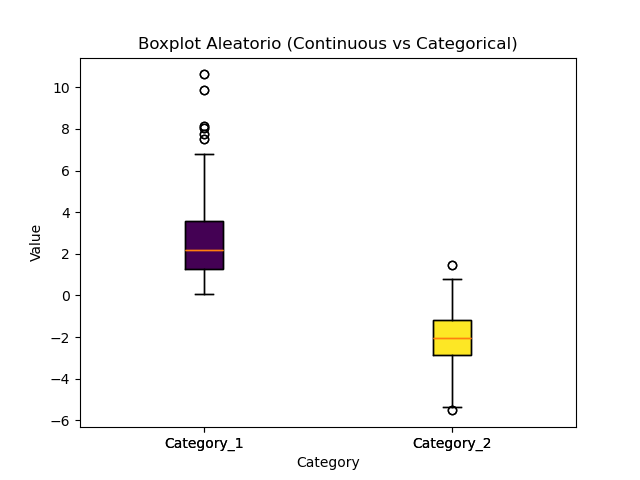 Boxplot Aleatorio (Continuous vs Categorical)
10
8
6
4
2
0
−2
−4
−6
Value
Category_1
Category_2
Category